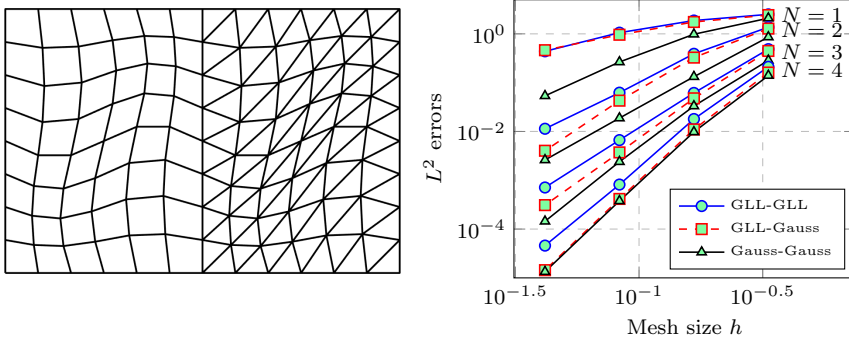 10^0
10^−2
10^−4
L^2 errors
N = 1
N = 2
N = 3
N = 4
GLL-GLL
GLL-Gauss
Gauss-Gauss
10^−1.5
10^−1
10^−0.5
Mesh size h